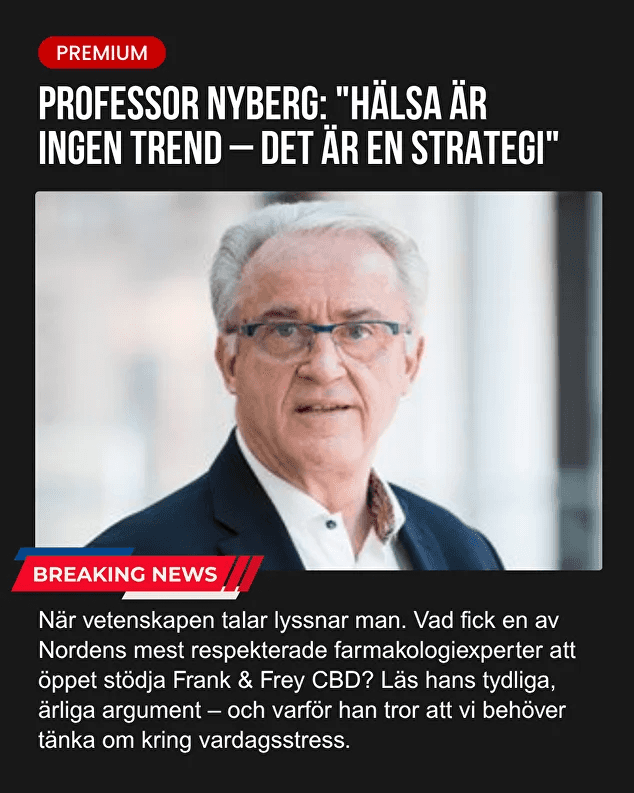 PREMIUM
PROFESSOR NYBERG: "HÄLSA ÄR
INGEN TREND – DET ÄR EN STRATEGI"
BREAKING NEWS
När vetenskapen talar lyssnar man. Vad fick en av
Nordens mest respekterade farmakologiexperter att
öppet stödja Frank & Frey CBD? Läs hans tydliga,
ärliga argument – och varför han tror att vi behöver
tänka om kring vardagsstress.